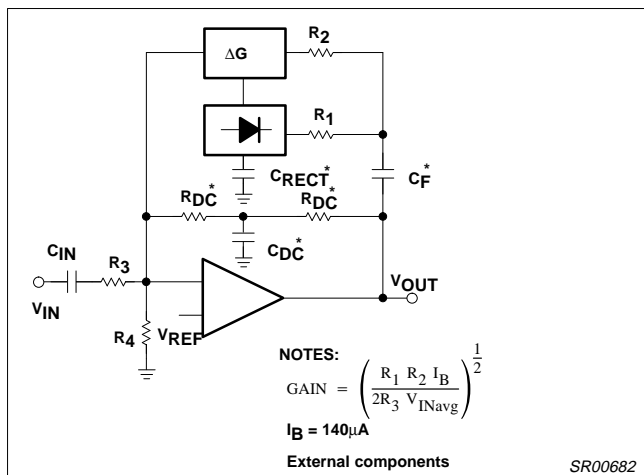 R2
ΔG
R1
CRECT*
CF*
RDC*
RDC*
CDC*
CIN
R3
VIN
R4
VREF
VOUT
NOTES:
GAIN = (R1 R2 IB / 2R3 VINavg)^1/2
IB = 140μA
External components
SR00682